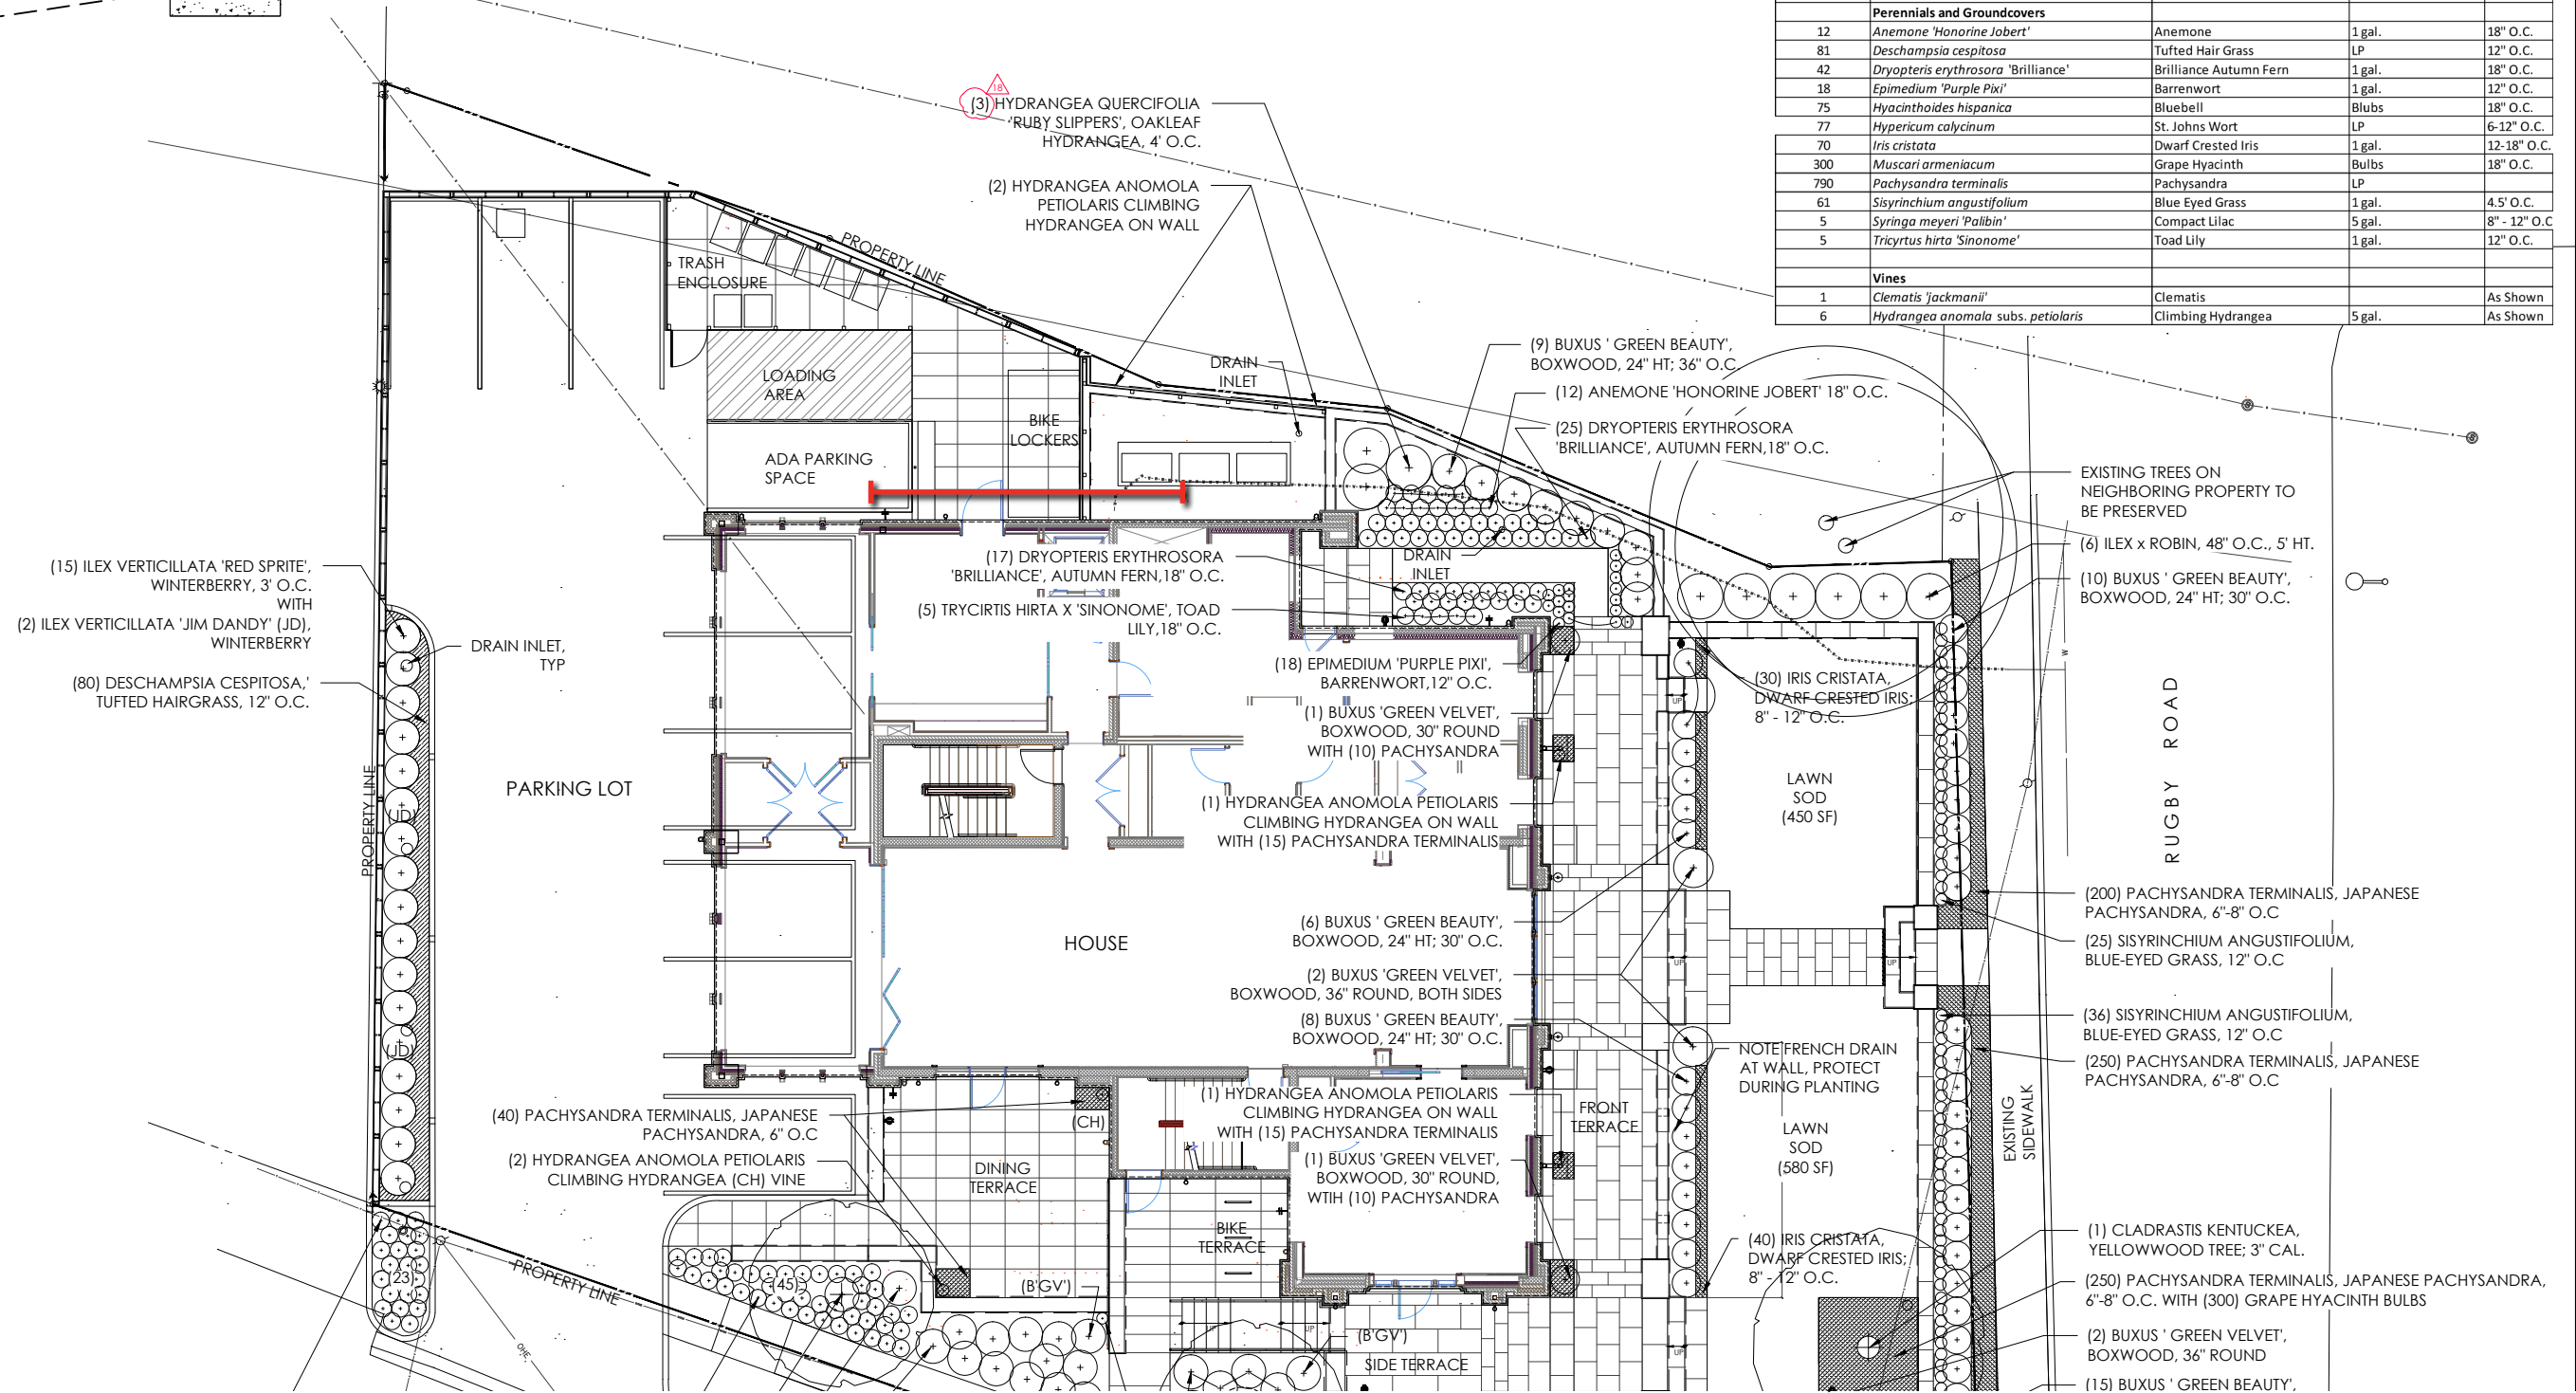 Perennials and Groundcovers
12 Anemone 'Honorine Jobert' Anemone 1 gal. 18" O.C.
81 Deschampsia cespitosa Tufted Hair Grass LP 12" O.C.
42 Dryopteris erythrosora 'Brilliance' Brilliance Autumn Fern 1 gal. 18" O.C.
18 Epimedium 'Purple Pixi' Barrenwort 1 gal. 12" O.C.
75 Hyacinthoides hispanica Bluebell Blubs 18" O.C.
77 Hypericum calycinum St. Johns Wort LP 6-12" O.C.
70 Iris cristata Dwarf Crested Iris 1 gal. 12-18" O.C.
300 Muscari armeniacum Grape Hyacinth Bulbs 18" O.C.
790 Pachysandra terminalis Pachysandra LP
61 Sisyrinchium angustifolium Blue Eyed Grass 1 gal. 4.5' O.C.
5 Syringa meyeri 'Palibin' Compact Lilac 5 gal. 8" - 12" O.C
5 Tricyrtus hirta 'Sinonome' Toad Lily 1 gal. 12" O.C.
Vines
1 Clematis 'jackmanii' Clematis As Shown
6 Hydrangea anomala subs. petiolaris Climbing Hydrangea 5 gal. As Shown
18
(3) HYDRANGEA QUERCIFOLIA
'RUBY SLIPPERS', OAKLEAF
HYDRANGEA, 4' O.C.
(2) HYDRANGEA ANOMOLA
PETIOLARIS CLIMBING
HYDRANGEA ON WALL
PROPERTY LINE
TRASH
ENCLOSURE
LOADING
AREA
BIKE
LOCKERS
ADA PARKING
SPACE
DRAIN
INLET
(9) BUXUS ' GREEN BEAUTY',
BOXWOOD, 24" HT; 36" O.C.
(12) ANEMONE 'HONORINE JOBERT' 18" O.C.
(25) DRYOPTERIS ERYTHROSORA
'BRILLIANCE', AUTUMN FERN,18" O.C.
EXISTING TREES ON
NEIGHBORING PROPERTY TO
BE PRESERVED
(6) ILEX x ROBIN, 48" O.C., 5' HT.
(10) BUXUS ' GREEN BEAUTY',
BOXWOOD, 24" HT; 30" O.C.
(15) ILEX VERTICILLATA 'RED SPRITE',
WINTERBERRY, 3' O.C.
WITH
(2) ILEX VERTICILLATA 'JIM DANDY' (JD),
WINTERBERRY
(80) DESCHAMPSIA CESPITOSA,'
TUFTED HAIRGRASS, 12" O.C.
DRAIN INLET,
TYP
(17) DRYOPTERIS ERYTHROSORA
'BRILLIANCE', AUTUMN FERN,18" O.C.
DRAIN
INLET
(5) TRYCIRTIS HIRTA X 'SINONOME', TOAD
LILY,18" O.C.
(18) EPIMEDIUM 'PURPLE PIXI',
BARRENWORT,12" O.C.
(1) BUXUS 'GREEN VELVET',
BOXWOOD, 30" ROUND
WITH (10) PACHYSANDRA
(30) IRIS CRISTATA,
DWARF CRESTED IRIS;
8" - 12" O.C.
UP
W
RUGBY ROAD
PARKING LOT
PROPERTY LINE
(JD)
LAWN
SOD
(450 SF)
(1) HYDRANGEA ANOMOLA PETIOLARIS
CLIMBING HYDRANGEA ON WALL
WITH (15) PACHYSANDRA TERMINALIS
HOUSE
(6) BUXUS ' GREEN BEAUTY',
BOXWOOD, 24" HT; 30" O.C.
(2) BUXUS 'GREEN VELVET',
BOXWOOD, 36" ROUND, BOTH SIDES
(8) BUXUS ' GREEN BEAUTY',
BOXWOOD, 24" HT; 30" O.C.
UP
UP
(200) PACHYSANDRA TERMINALIS, JAPANESE
PACHYSANDRA, 6"-8" O.C
(25) SISYRINCHIUM ANGUSTIFOLIUM,
BLUE-EYED GRASS, 12" O.C
(36) SISYRINCHIUM ANGUSTIFOLIUM,
BLUE-EYED GRASS, 12" O.C
(250) PACHYSANDRA TERMINALIS, JAPANESE
PACHYSANDRA, 6"-8" O.C
(JD)
NOTE FRENCH DRAIN
AT WALL, PROTECT
DURING PLANTING
(40) PACHYSANDRA TERMINALIS, JAPANESE
PACHYSANDRA, 6" O.C
(CH)
(2) HYDRANGEA ANOMOLA PETIOLARIS
CLIMBING HYDRANGEA (CH) VINE
(1) HYDRANGEA ANOMOLA PETIOLARIS
CLIMBING HYDRANGEA ON WALL
WITH (15) PACHYSANDRA TERMINALIS
FRONT
TERRACE
LAWN
SOD
(580 SF)
EXISTING
SIDEWALK
DINING
TERRACE
(1) BUXUS 'GREEN VELVET',
BOXWOOD, 30" ROUND,
WTIH (10) PACHYSANDRA
BIKE
TERRACE
(40) IRIS CRISTATA,
DWARF CRESTED IRIS;
8" - 12" O.C.
(1) CLADRASTIS KENTUCKEA,
YELLOWWOOD TREE; 3" CAL.
(250) PACHYSANDRA TERMINALIS, JAPANESE PACHYSANDRA,
6"-8" O.C. WITH (300) GRAPE HYACINTH BULBS
(23)
PROPERTY LINE
(45)
(B'GV')
OHE
UP
UP
(B'GV')
SIDE TERRACE
UP
(2) BUXUS ' GREEN VELVET',
BOXWOOD, 36" ROUND
(15) BUXUS ' GREEN BEAUTY',